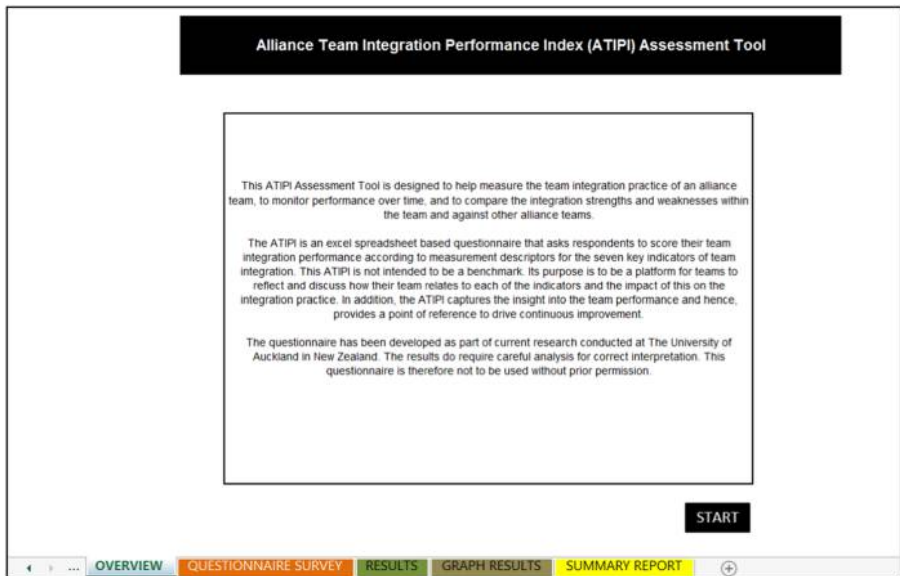 Alliance Team Integration Performance Index (ATIPI) Assessment Tool
This ATIPI Assessment Tool is designed to help measure the team integration practice of an alliance
team, to monitor performance over time, and to compare the integration strengths and weaknesses within
the team and against other alliance teams.
The ATIPI is an excel spreadsheet based questionnaire that asks respondents to score their team
integration performance according to measurement descriptors for the seven key indicators of team
integration. This ATIPI is not intended to be a benchmark. Its purpose is to be a platform for teams to
reflect and discuss how their team relates to each of the indicators and the impact of this on the
integration practice. In addition, the ATIPI captures the insight into the team performance and hence,
provides a point of reference to drive continuous improvement.
The questionnaire has been developed as part of current research conducted at The University of
Auckland in New Zealand. The results do require careful analysis for correct interpretation. This
questionnaire is therefore not to be used without prior permission.
START
... OVERVIEW QUESTIONNAIRE SURVEY RESULTS GRAPH RESULTS SUMMARY REPORT